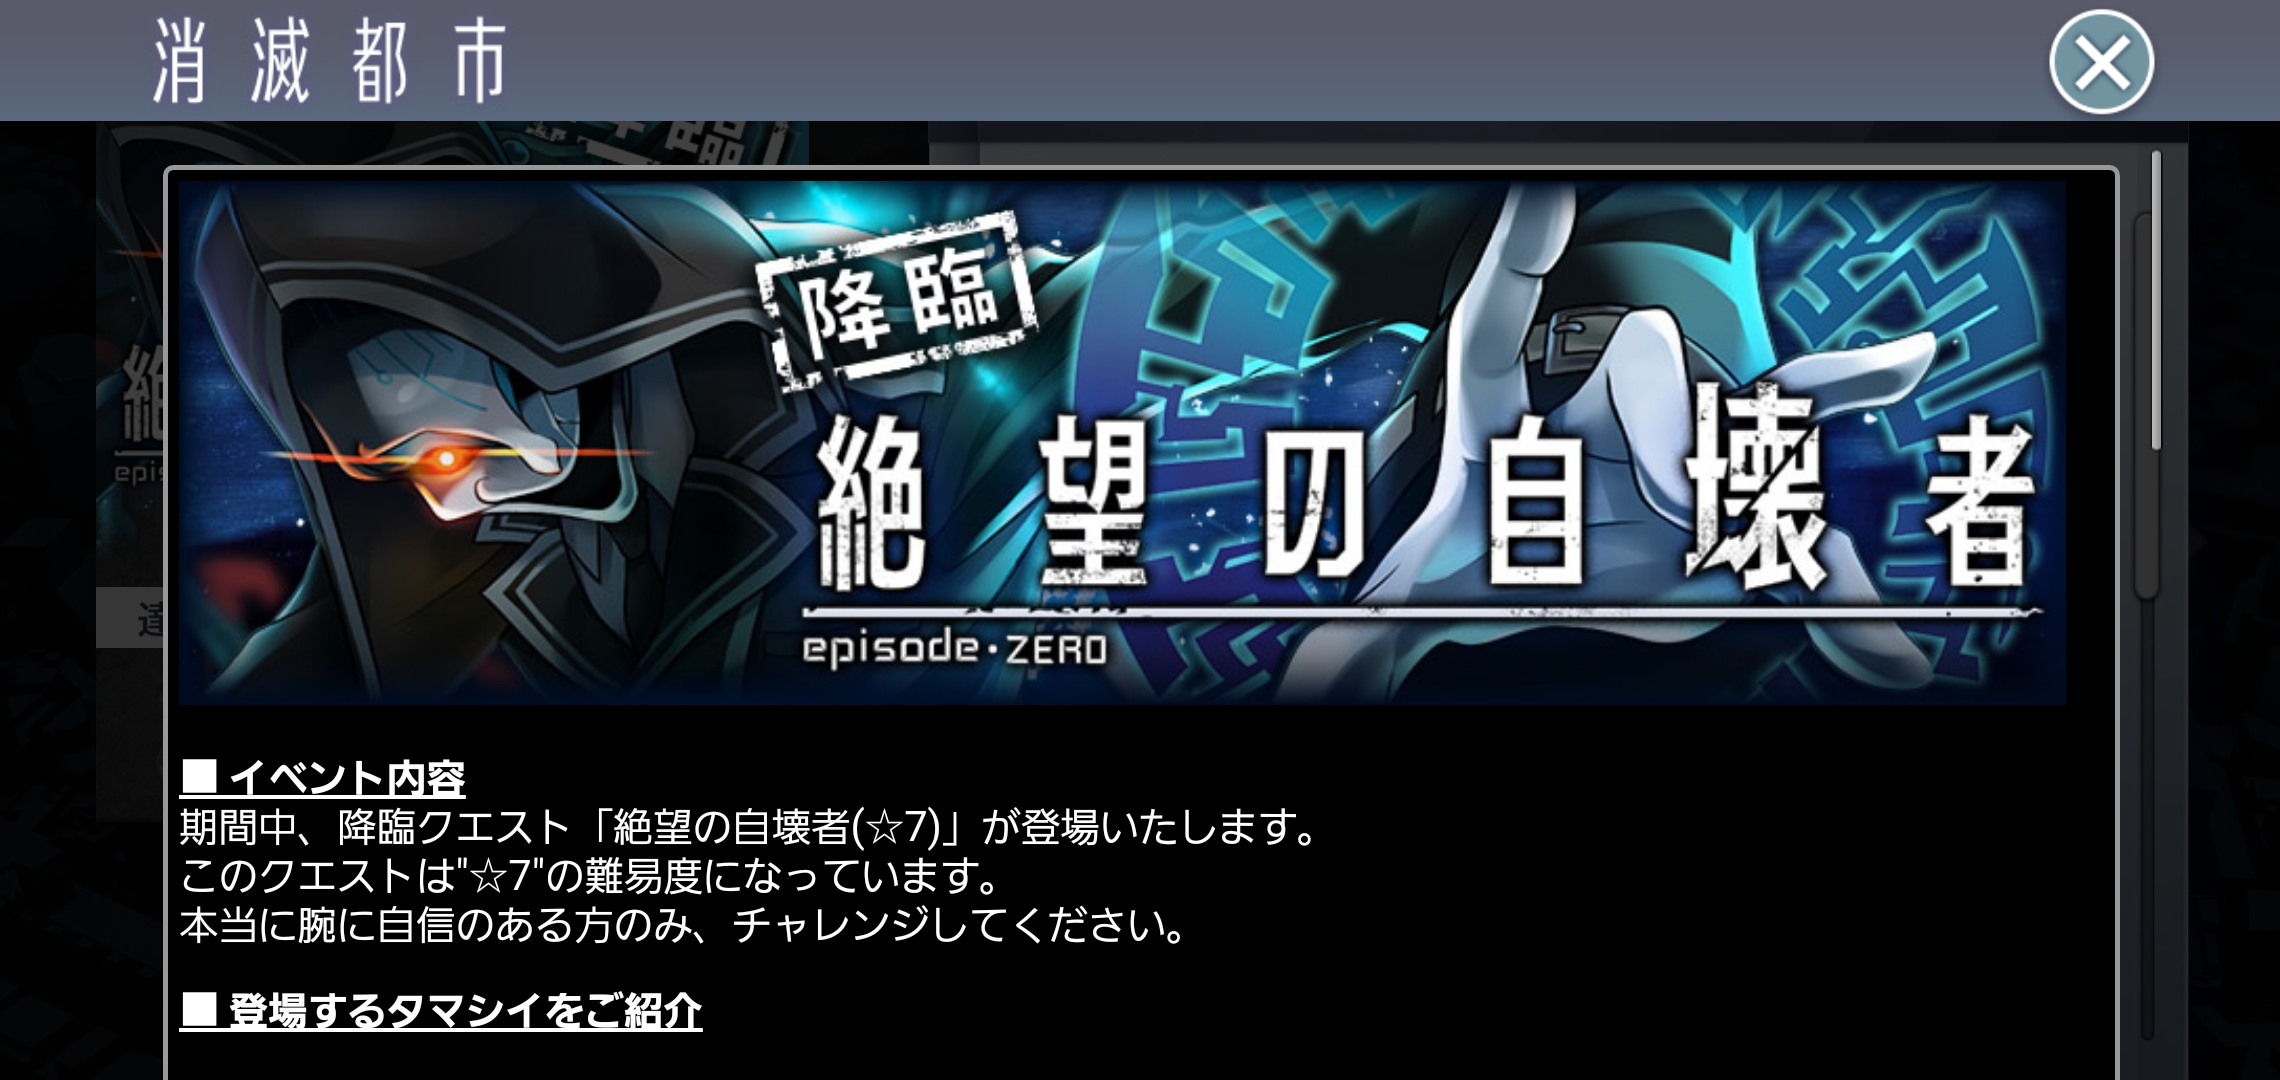 消滅都市
降臨
絶望の自壊者
episode・ZERO
■ イベント内容
期間中、降臨クエスト「絶望の自壊者(☆7)」が登場いたします。
このクエストは"☆7"の難易度になっています。
本当に腕に自信のある方のみ、チャレンジしてください。
■ 登場するタマシイをご紹介